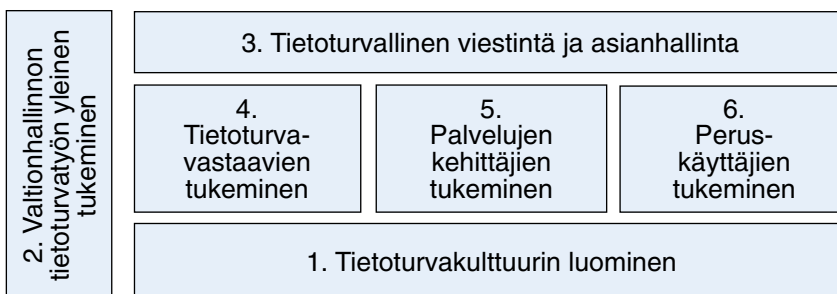 2. Valtionhallinnon
tietoturvatyön yleinen
tukeminen
3. Tietoturvallinen viestintä ja asianhallinta
4.
Tietoturva-
vastaavien
tukeminen
5.
Palvelujen
kehittäjien
tukeminen
6.
Perus-
käyttäjien
tukeminen
1. Tietoturvakulttuurin luominen